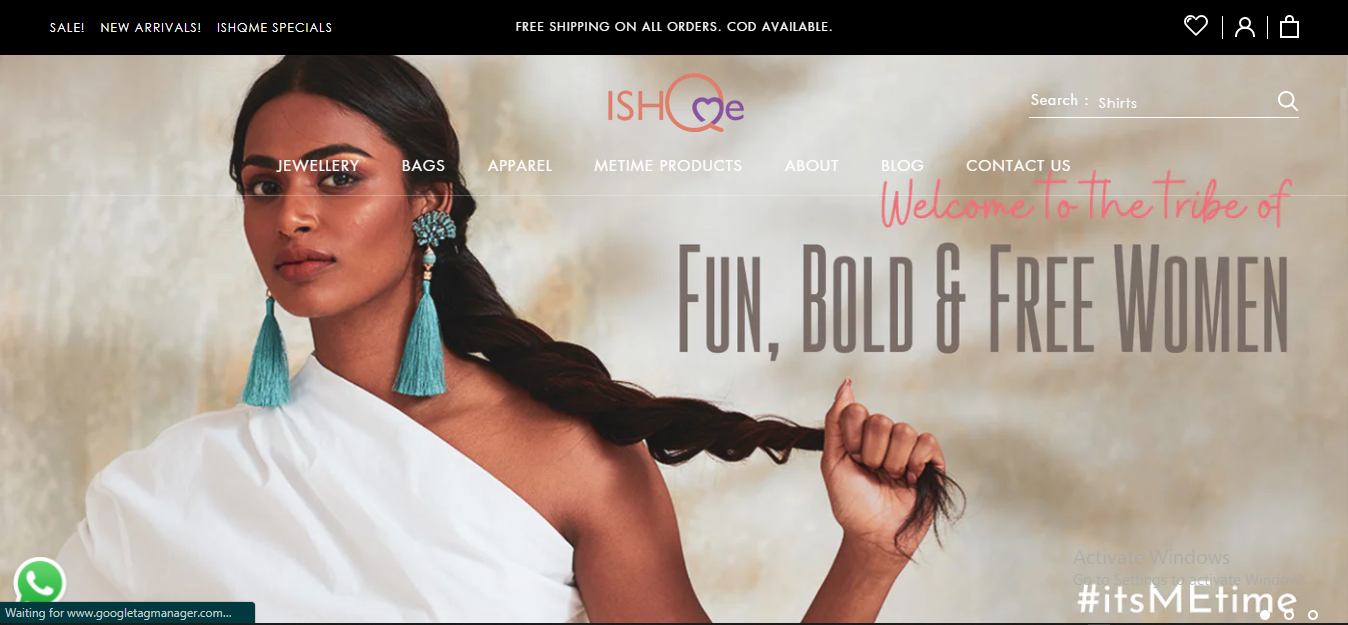 SALE! NEW ARRIVALS! ISHQME SPECIALS FREE SHIPPING ON ALL ORDERS. COD AVAILABLE.
ISHQMe
Search : Shirts
JEWELLERY BAGS APPAREL METIME PRODUCTS ABOUT BLOG CONTACT US
Welcome to the tribe of
FUN, BOLD & FREE WOMEN
Activate Windows
Go to Settings to activate Windows.
#itsMEtime
Waiting for www.googletagmanager.com...